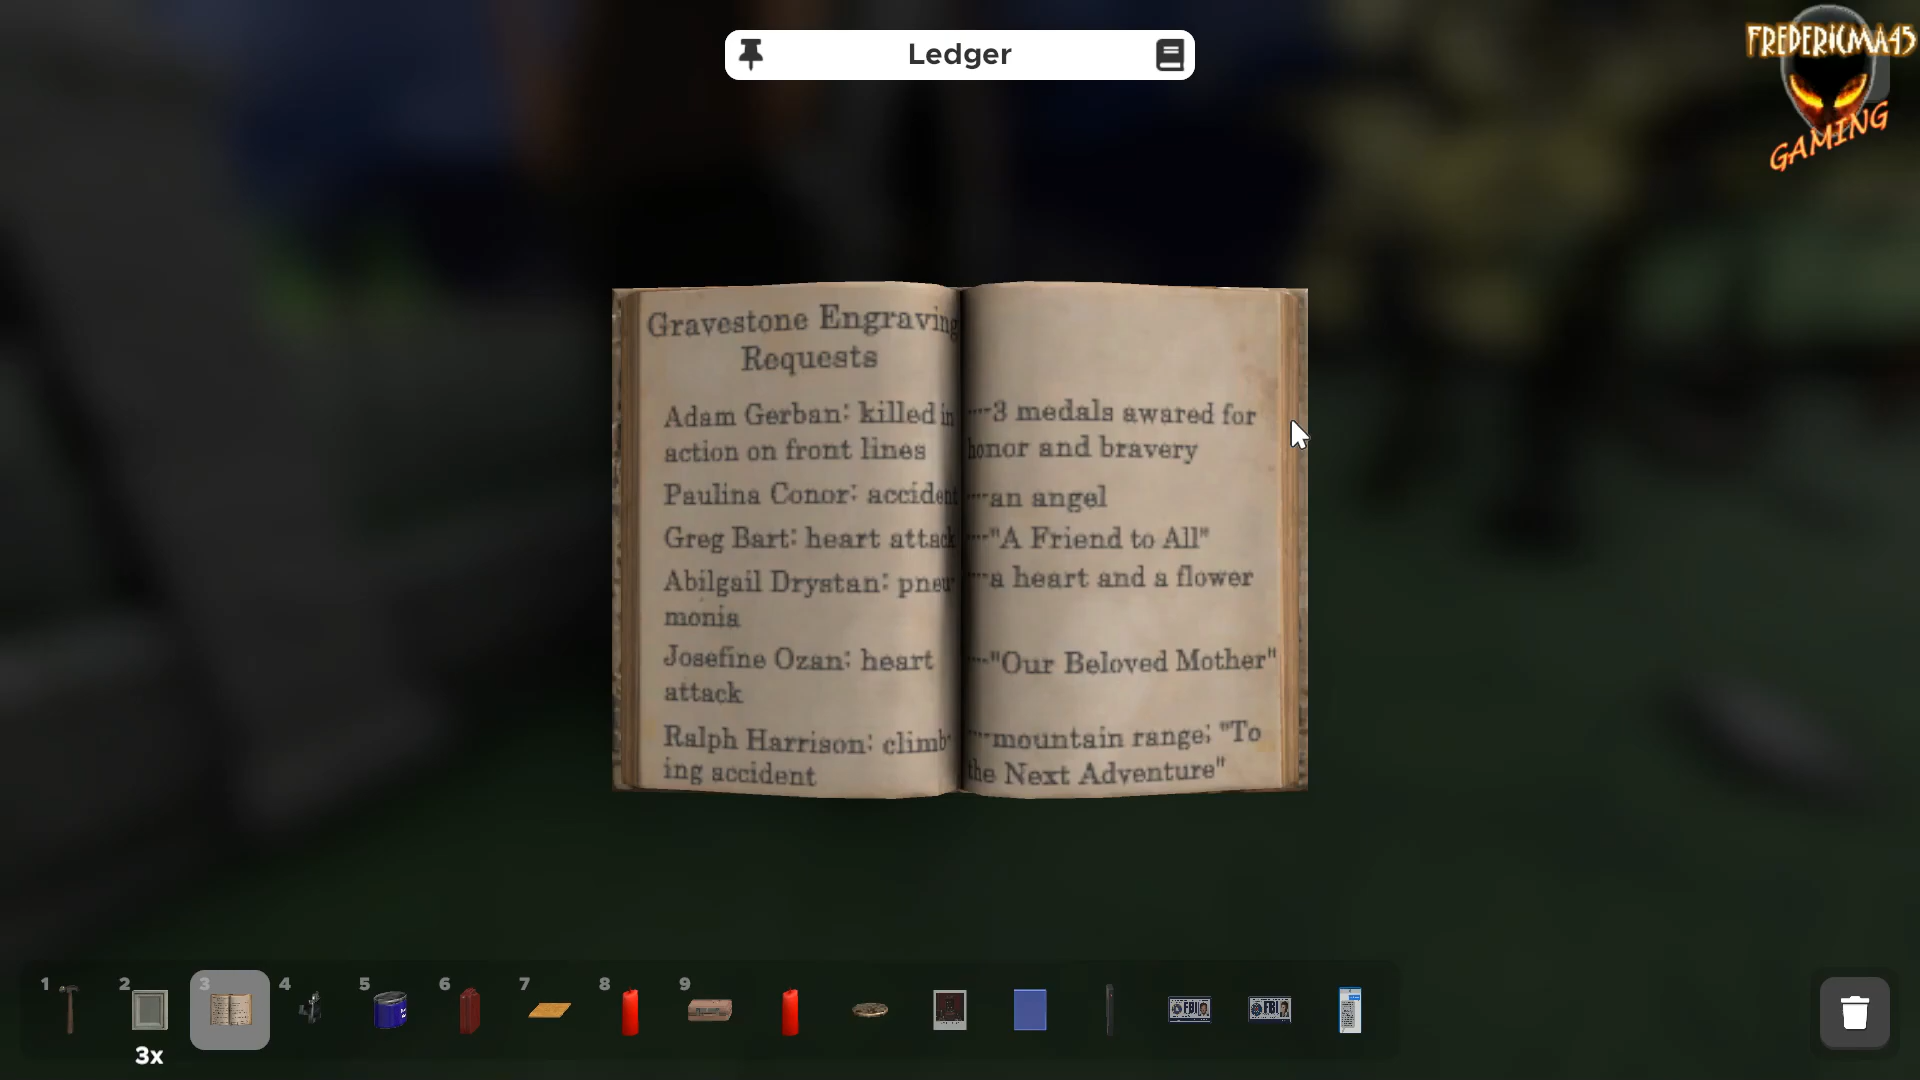 Ledger
FREDERICMA45
GAMING
Gravestone Engraving
Requests
Adam Gerban: killed in
action on front lines
Paulina Conor: accident
Greg Bart: heart attack
Abilgail Drystan: pneu-
monia
Josefine Ozan: heart
attack
Ralph Harrison: climb-
ing accident
----3 medals awared for
honor and bravery
----an angel
----"A Friend to All"
----a heart and a flower
----"Our Beloved Mother"
----mountain range; "To
the Next Adventure"
1 2 3 4 5 6 7 8 9
FBI FBI
3x